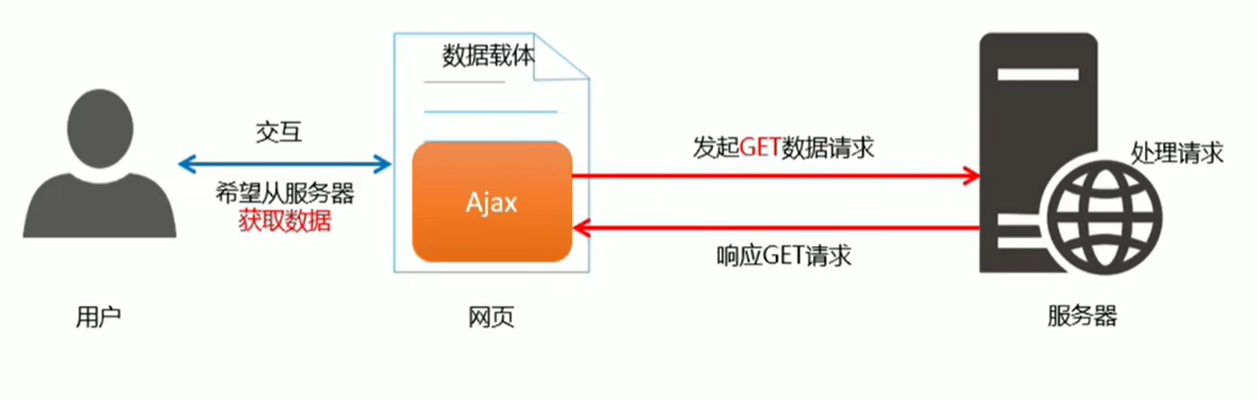 数据载体
交互
希望从服务器
获取数据
Ajax
发起GET数据请求
响应GET请求
处理请求
用户
网页
服务器